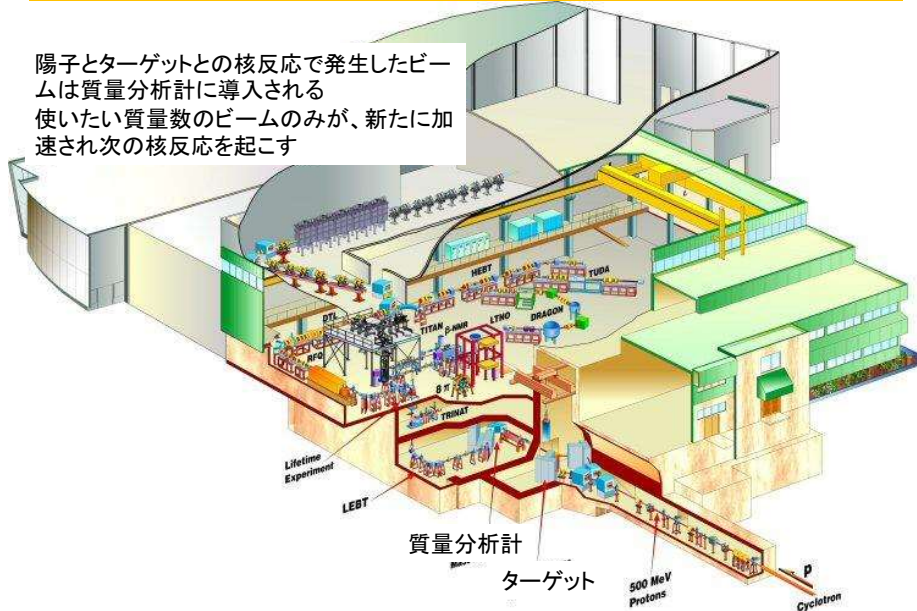 陽子とターゲットとの核反応で発生したビー
ムは質量分析計に導入される
使いたい質量数のビームのみが、新たに加
速され次の核反応を起こす
HEBT
TUDA
DTL
TITAN
β-NMR
LTNO
DRAGON
RFQ
8 π
TRINAT
Lifetime
Experiment
LEBT
質量分析計
ターゲット
500 MeV
Protons
P
Cyclotron